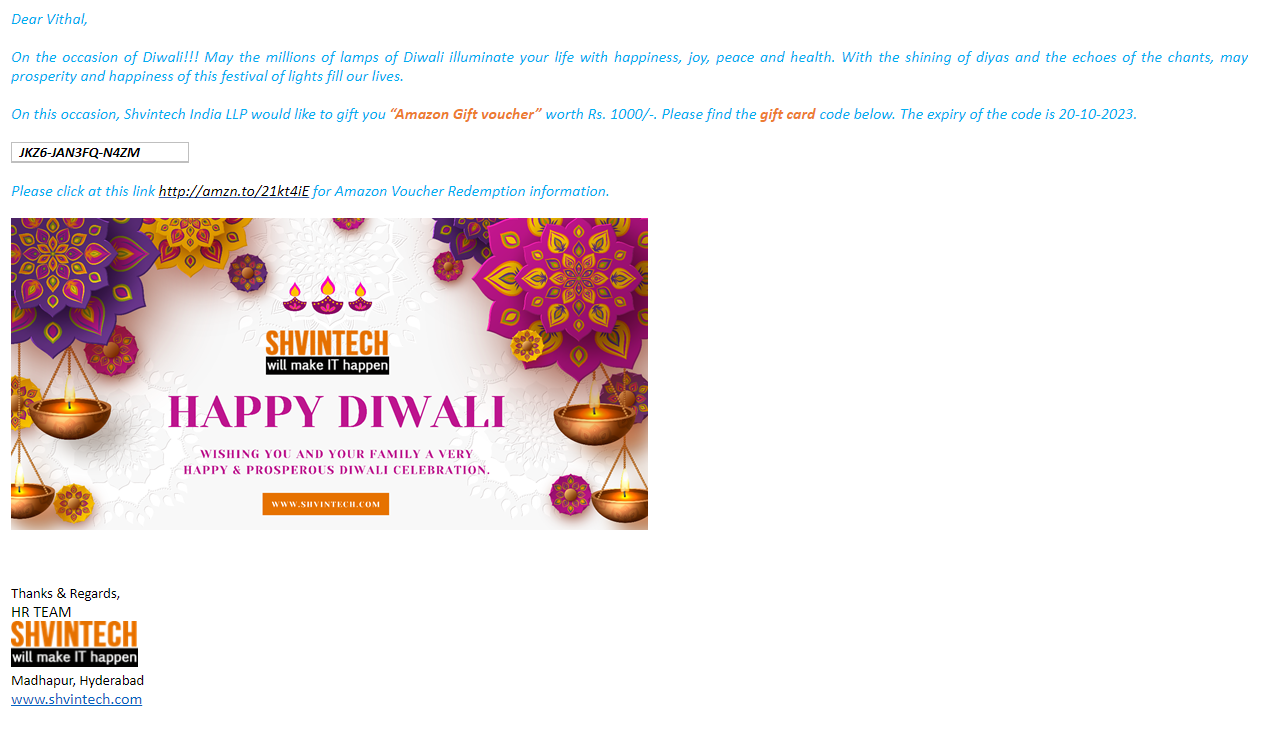 Dear Vithal,
On the occasion of Diwali!!! May the millions of lamps of Diwali illuminate your life with happiness, joy, peace and health. With the shining of diyas and the echoes of the chants, may
prosperity and happiness of this festival of lights fill our lives.
On this occasion, Shvintech India LLP would like to gift you “Amazon Gift voucher” worth Rs. 1000/-. Please find the gift card code below. The expiry of the code is 20-10-2023.
JKZ6-JAN3FQ-N4ZM
Please click at this link http://amzn.to/21kt4iE for Amazon Voucher Redemption information.
SHVINTECH
will make IT happen
HAPPY DIWALI
WISHING YOU AND YOUR FAMILY A VERY
HAPPY & PROSPEROUS DIWALI CELEBRATION.
WWW.SHVINTECH.COM
Thanks & Regards,
HR TEAM
SHVINTECH
will make IT happen
Madhapur, Hyderabad
www.shvintech.com